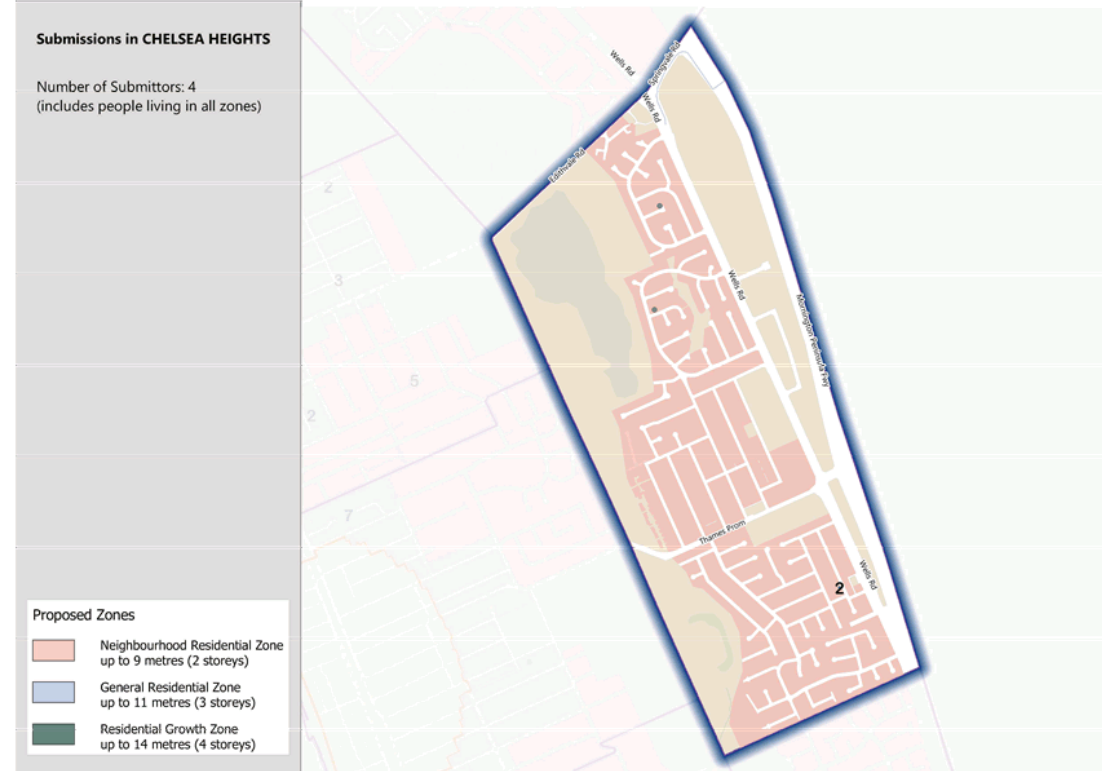 Submissions in CHELSEA HEIGHTS
Number of Submittors: 4
(includes people living in all zones)
Wells Rd
Springvale Rd
Wells Rd
Edithvale Rd
2
3
Wells Rd
Mornington Peninsula Fwy
5
2
7
Thames Prom
Wells Rd
2
Proposed Zones
Neighbourhood Residential Zone
up to 9 metres (2 storeys)
General Residential Zone
up to 11 metres (3 storeys)
Residential Growth Zone
up to 14 metres (4 storeys)